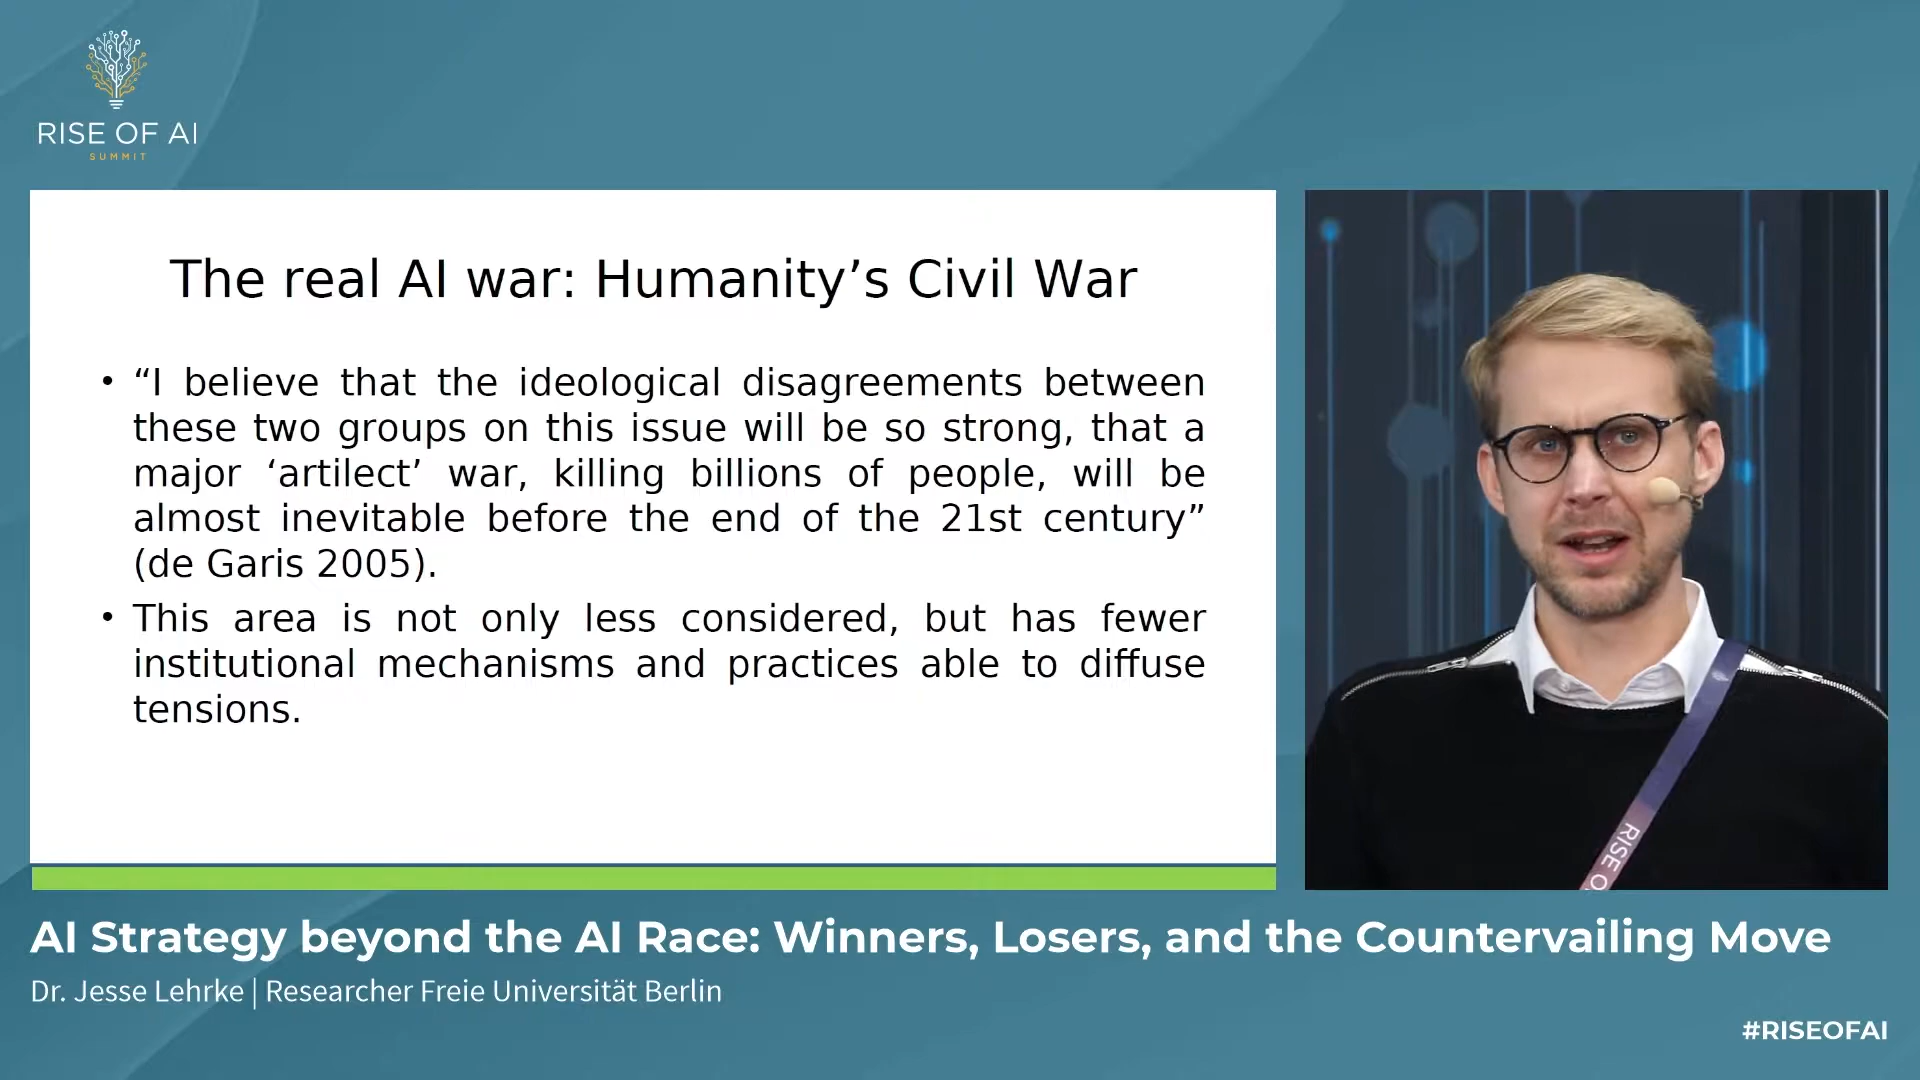 RISE OF AI
SUMMIT
The real AI war: Humanity’s Civil War
• “I believe that the ideological disagreements between
these two groups on this issue will be so strong, that a
major ‘artilect’ war, killing billions of people, will be
almost inevitable before the end of the 21st century”
(de Garis 2005).
• This area is not only less considered, but has fewer
institutional mechanisms and practices able to diffuse
tensions.
RISE O
AI Strategy beyond the AI Race: Winners, Losers, and the Countervailing Move
Dr. Jesse Lehrke | Researcher Freie Universität Berlin
#RISEOFAI